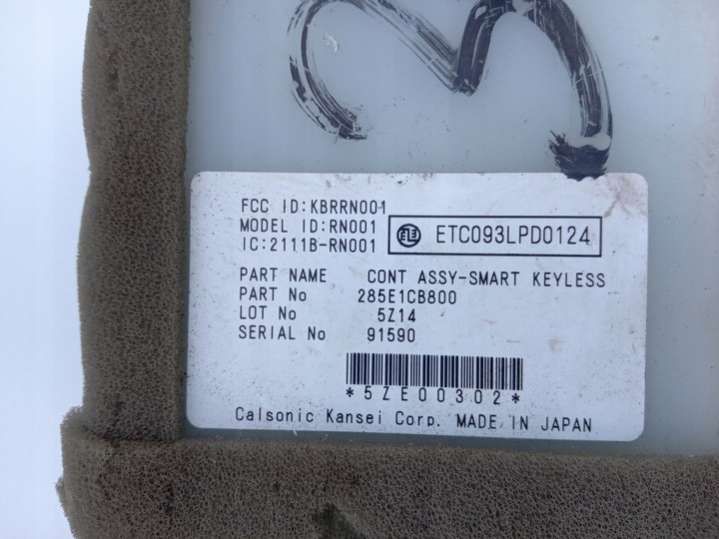 3
FCC ID:KBRRN001
MODEL ID:RN001
IC:2111B-RN001
ETC093LPD0124
PART NAME CONT ASSY-SMART KEYLESS
PART No 285E1CB800
LOT No 5Z14
SERIAL No 91590
*5ZE00302*
Calsonic Kansei Corp. MADE IN JAPAN